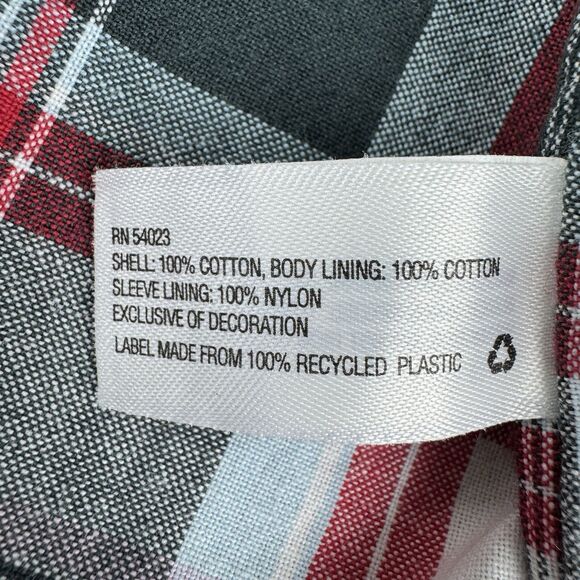 RN 54023
SHELL: 100% COTTON, BODY LINING: 100% COTTON
SLEEVE LINING: 100% NYLON
EXCLUSIVE OF DECORATION
LABEL MADE FROM 100% RECYCLED PLASTIC